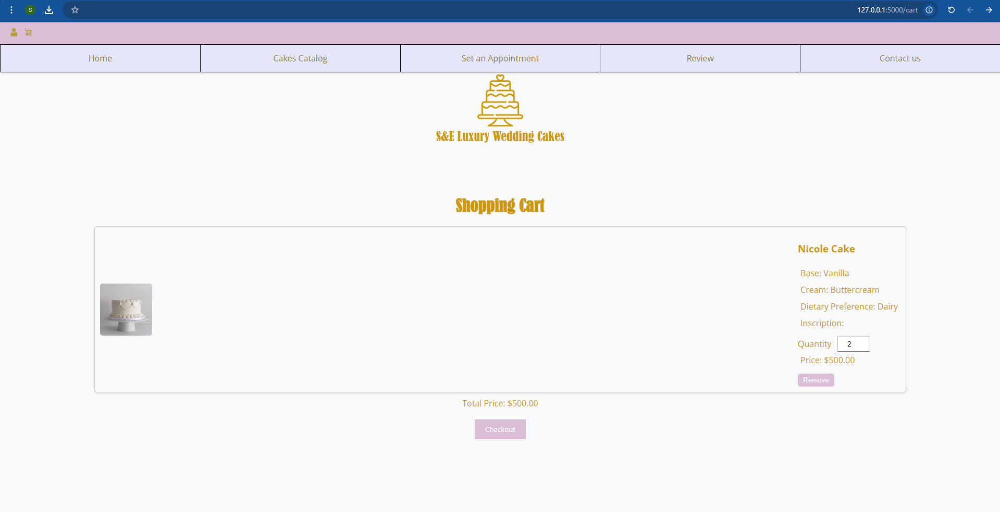 S
127.0.0.1:5000/cart
Home
Cakes Catalog
Set an Appointment
Review
Contact us
S&E Luxury Wedding Cakes
Shopping Cart
Nicole Cake
Base: Vanilla
Cream: Buttercream
Dietary Preference: Dairy
Inscription:
Quantity 2
Price: $500.00
Remove
Total Price: $500.00
Checkout